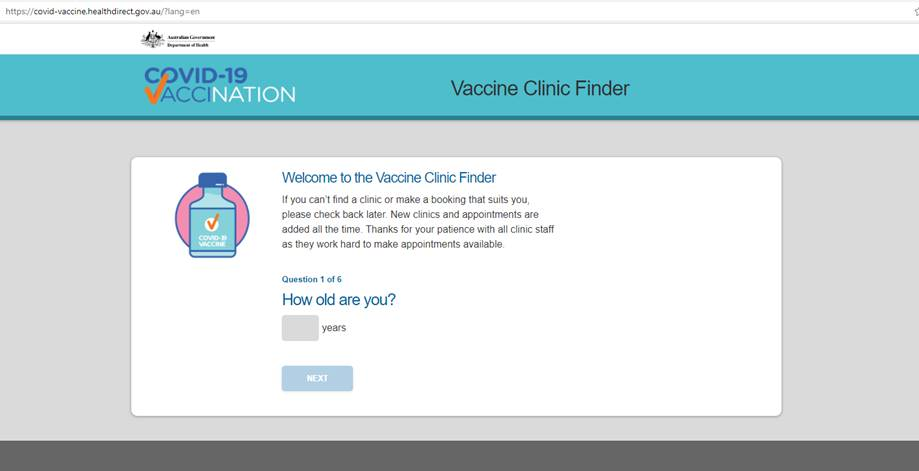 https://covid-vaccine.healthdirect.gov.au/?lang=en
Australian Government
Department of Health
COVID-19
VACCINATION
Vaccine Clinic Finder
COVID-19
VACCINE
Welcome to the Vaccine Clinic Finder
If you can't find a clinic or make a booking that suits you,
please check back later. New clinics and appointments are
added all the time. Thanks for your patience with all clinic staff
as they work hard to make appointments available.
Question 1 of 6
How old are you?
years
NEXT